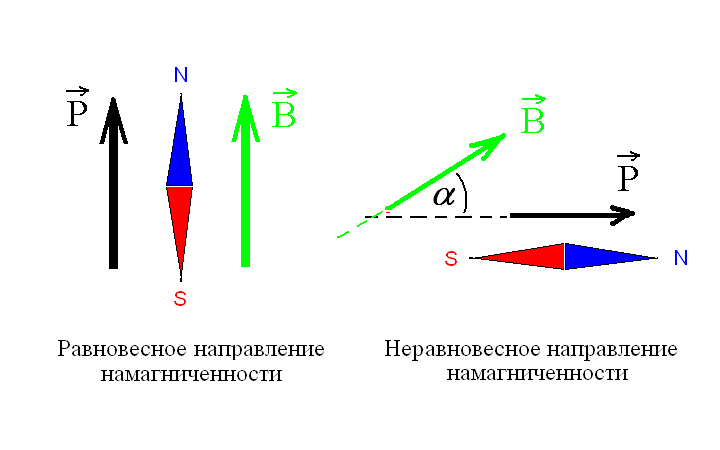 N
P
B
S
Равновесное направление
намагниченности
B
α
P
S
N
Неравновесное направление
намагниченности